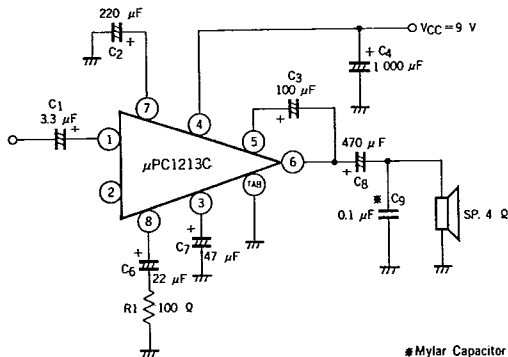 220 μF
C2
VCC = 9 V
C4
1 000 μF
C3
100 μF
C1
3.3 μF
7
4
5
1
μPC1213C
6
470 μF
C8
2
TAB
✱ C9
0.1 μF
SP. 4 Ω
8
3
C7
47 μF
C6
22 μF
R1
100 Ω
✱Mylar Capacitor